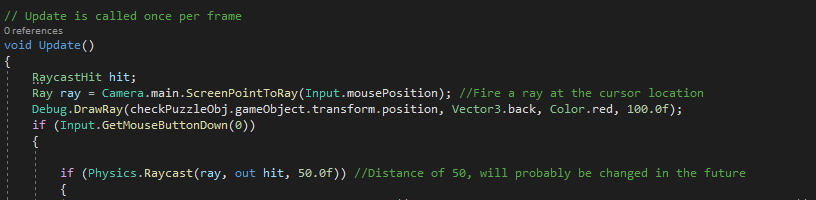 // Update is called once per frame
0 references
void Update()
{
RaycastHit hit;
Ray ray = Camera.main.ScreenPointToRay(Input.mousePosition); //Fire a ray at the cursor location
Debug.DrawRay(checkPuzzleObj.gameObject.transform.position, Vector3.back, Color.red, 100.0f);
if (Input.GetMouseButtonDown(0))
{
if (Physics.Raycast(ray, out hit, 50.0f)) //Distance of 50, will probably be changed in the future
{